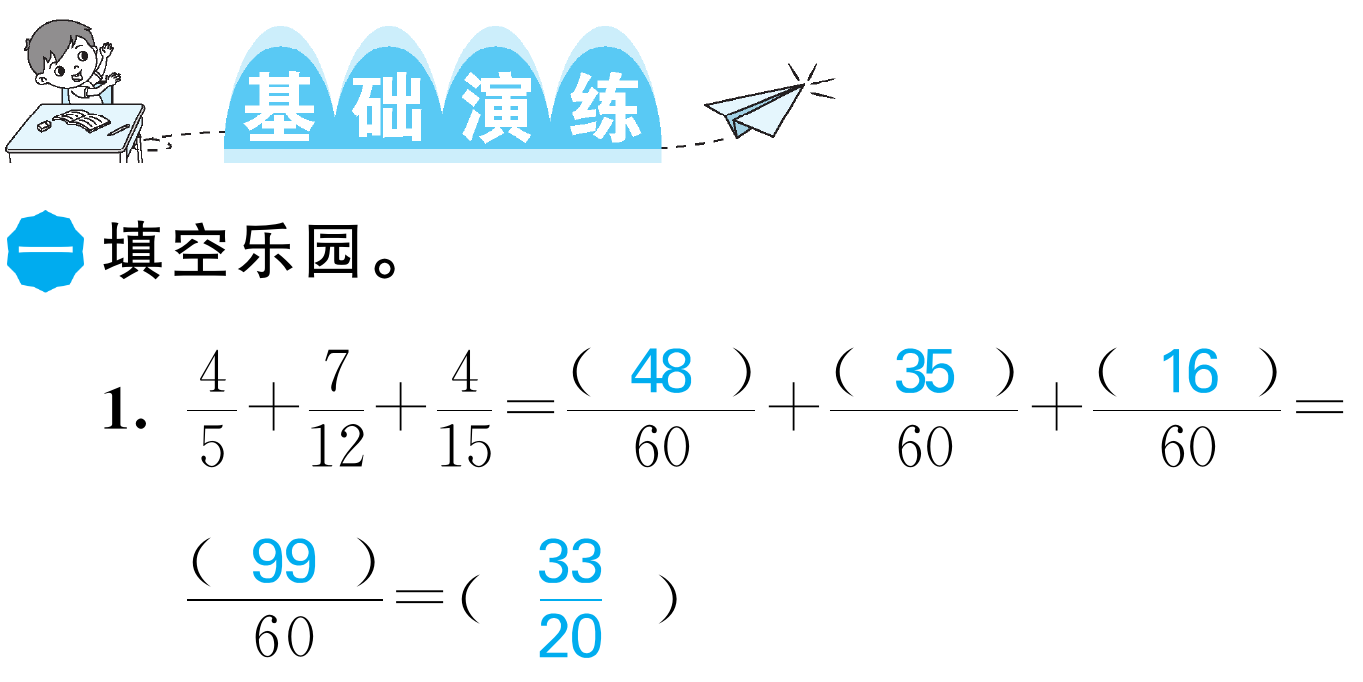 基础演练
一 填空乐园。
1. 4/5+7/12+4/15=( 48 )/60+( 35 )/60+( 16 )/60=
( 99 )/60=( 33/20 )